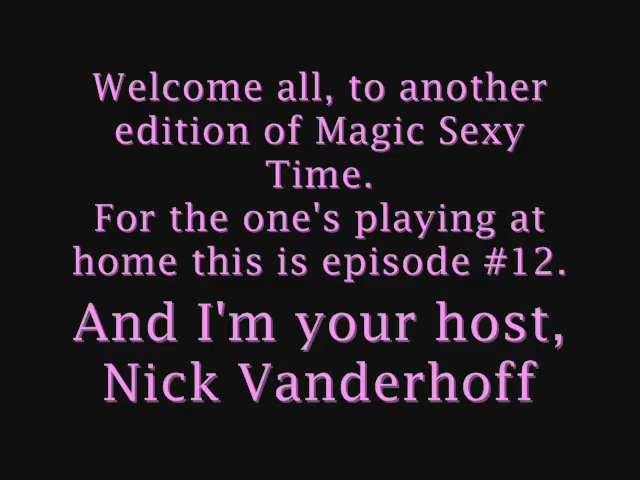 Welcome all, to another
edition of Magic Sexy
Time.
For the one's playing at
home this is episode #12.
And I'm your host,
Nick Vanderhoff